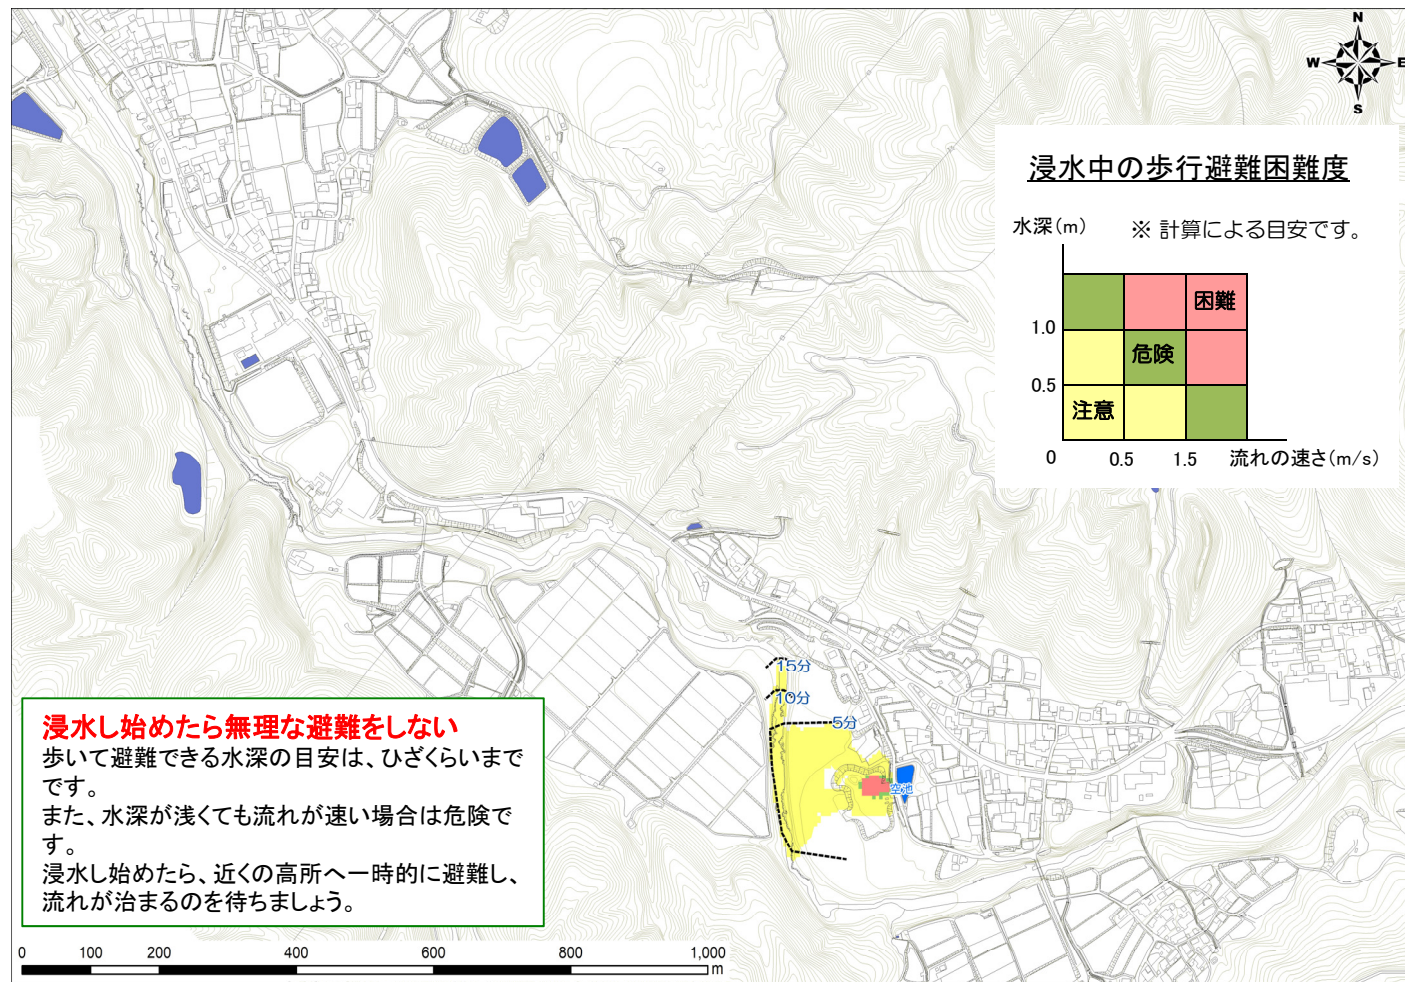 N
W E
S
浸水中の歩行避難困難度
水深(m) ※ 計算による目安です。
困難
1.0
危険
0.5
注意
0 0.5 1.5 流れの速さ(m/s)
15分
10分
5分
空池
浸水し始めたら無理な避難をしない
歩いて避難できる水深の目安は、ひざくらいまで
です。
また、水深が浅くても流れが速い場合は危険で
す。
浸水し始めたら、近くの高所へ一時的に避難し、
流れが治まるのを待ちましょう。
0 100 200 400 600 800 1,000
m